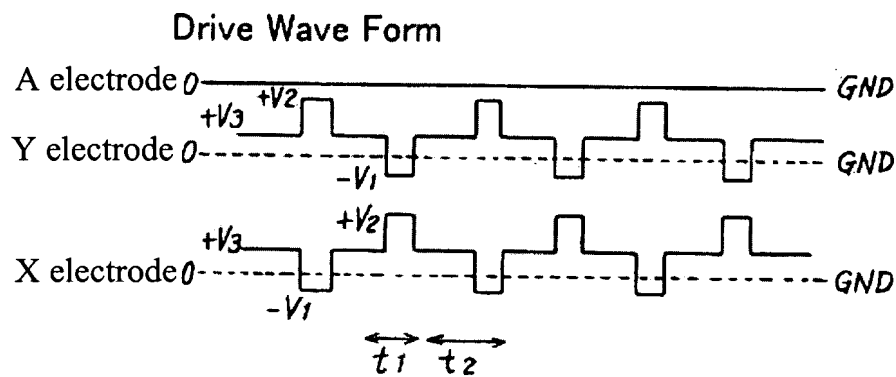 Drive Wave Form
A electrode 0 GND
+V2
+V3
Y electrode 0 GND
-V1
+V2
+V3
X electrode 0 GND
-V1
t1 t2